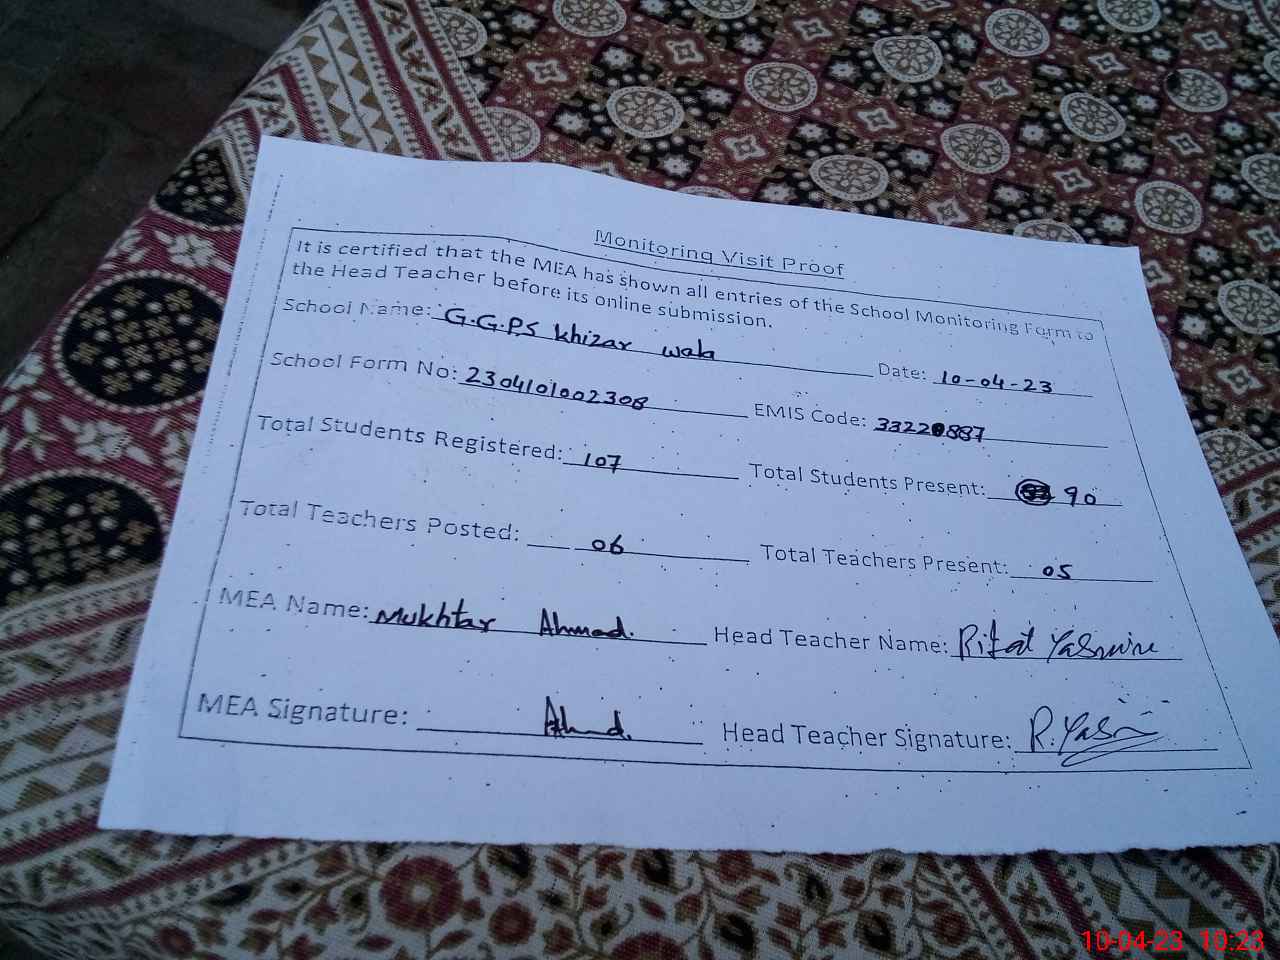 Monitoring Visit Proof
It is certified that the MEA has shown all entries of the School Monitoring Form to
the Head Teacher before its online submission.
School Name: G.G.P.S Khizar wala Date: 10-04-23
School Form No: 2304101002308 EMIS Code: 33220887
Total Students Registered: 107 Total Students Present: 90
Total Teachers Posted: 06 Total Teachers Present: 05
MEA Name: Mukhtar Ahmad. Head Teacher Name: Rifat Yasmine
MEA Signature: Ahmd. Head Teacher Signature: R. Yasmin
10-04-23 10:23